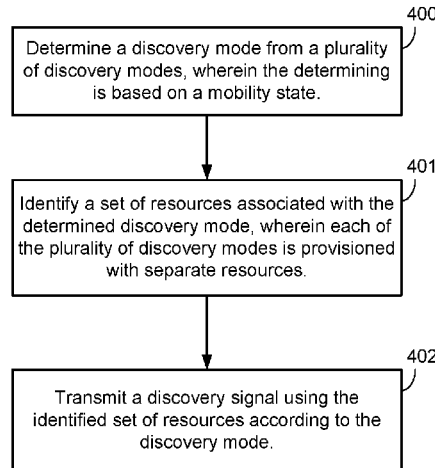 400
Determine a discovery mode from a plurality
of discovery modes, wherein the determining
is based on a mobility state.
401
Identify a set of resources associated with the
determined discovery mode, wherein each of
the plurality of discovery modes is provisioned
with separate resources.
402
Transmit a discovery signal using the
identified set of resources according to the
discovery mode.